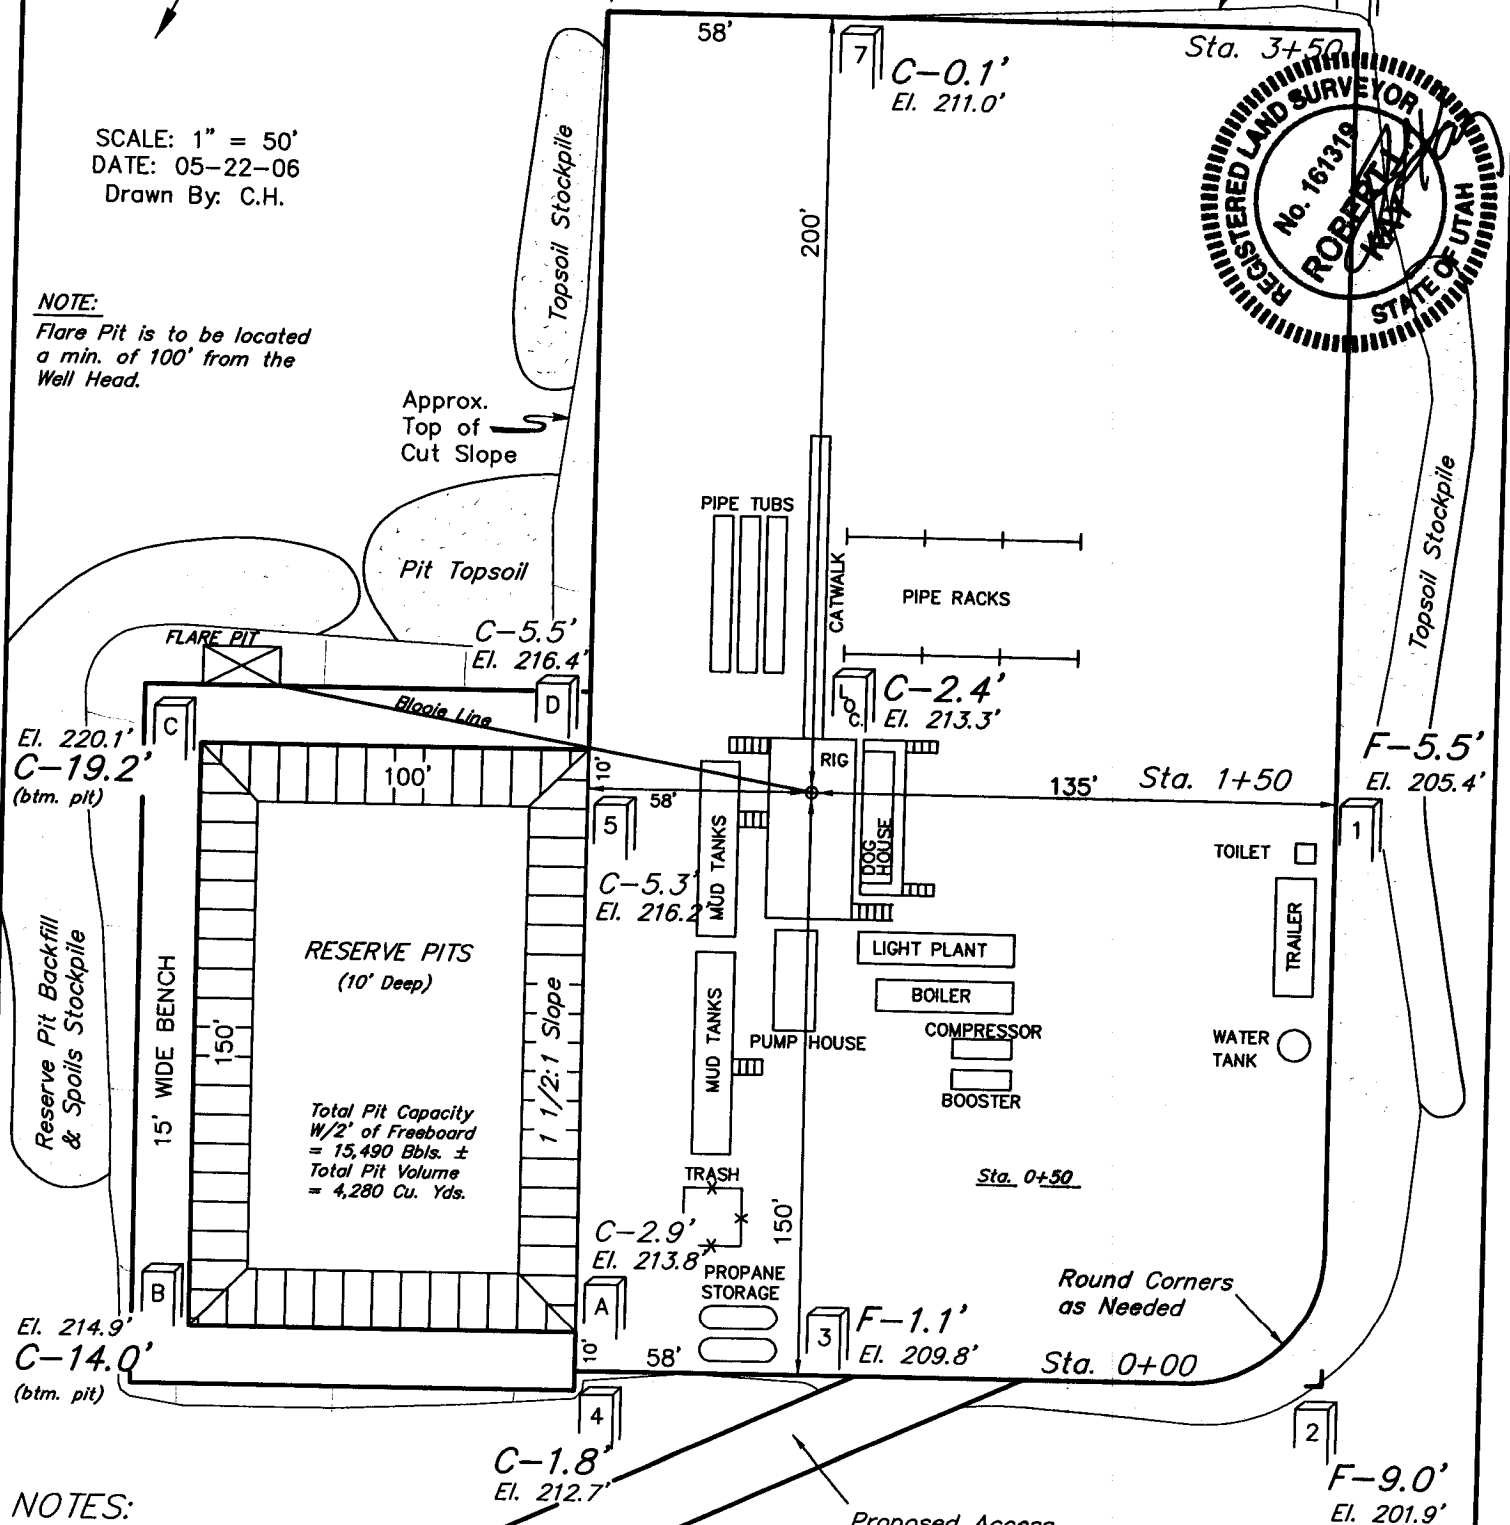 58'
7
C-0.1'
El. 211.0'
Sta. 3+50
REGISTERED LAND SURVEYOR
No. 161319
ROBERT L.
KAY
STATE OF UTAH
SCALE: 1" = 50'
DATE: 05-22-06
Drawn By: C.H.
Topsoil Stockpile
200'
NOTE:
Flare Pit is to be located
a min. of 100' from the
Well Head.
Approx.
Top of
Cut Slope
PIPE TUBS
CATWALK
PIPE RACKS
Topsoil Stockpile
Pit Topsoil
FLARE PIT
C-5.5'
El. 216.4'
D
Blooie Line
LOC.
C-2.4'
El. 213.3'
C
El. 220.1'
C-19.2'
(btm. pit)
100'
10'
58'
RIG
135'
Sta. 1+50
F-5.5'
El. 205.4'
1
5
MUD TANKS
DOG
HOUSE
TOILET
C-5.3'
El. 216.2'
TRAILER
Reserve Pit Backfill
& Spoils Stockpile
15' WIDE BENCH
150'
RESERVE PITS
(10' Deep)
1 1/2:1 Slope
LIGHT PLANT
BOILER
MUD TANKS
PUMP HOUSE
COMPRESSOR
BOOSTER
WATER
TANK
Total Pit Capacity
W/2' of Freeboard
= 15,490 Bbls. ±
Total Pit Volume
= 4,280 Cu. Yds.
TRASH
Sta. 0+50
150'
C-2.9'
El. 213.8'
PROPANE
STORAGE
A
B
El. 214.9'
C-14.0'
(btm. pit)
10'
58'
3
F-1.1'
El. 209.8'
Round Corners
as Needed
Sta. 0+00
4
C-1.8'
El. 212.7'
2
F-9.0'
El. 201.9'
NOTES:
Proposed Access